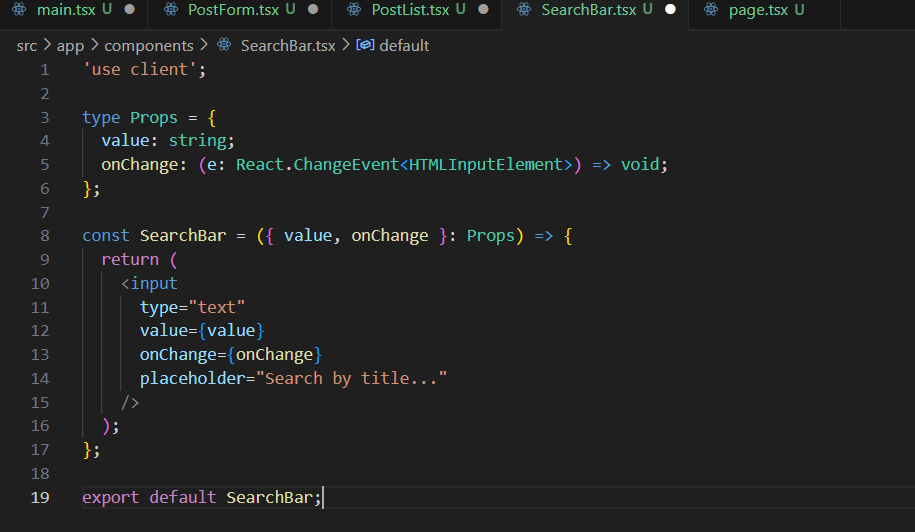 main.tsx U PostForm.tsx U PostList.tsx U SearchBar.tsx U page.tsx U
src > app > components > SearchBar.tsx > default
1 'use client';
2
3 type Props = {
4 value: string;
5 onChange: (e: React.ChangeEvent<HTMLInputElement>) => void;
6 };
7
8 const SearchBar = ({ value, onChange }: Props) => {
9 return (
10 <input
11 type="text"
12 value={value}
13 onChange={onChange}
14 placeholder="Search by title..."
15 />
16 );
17 };
18
19 export default SearchBar;